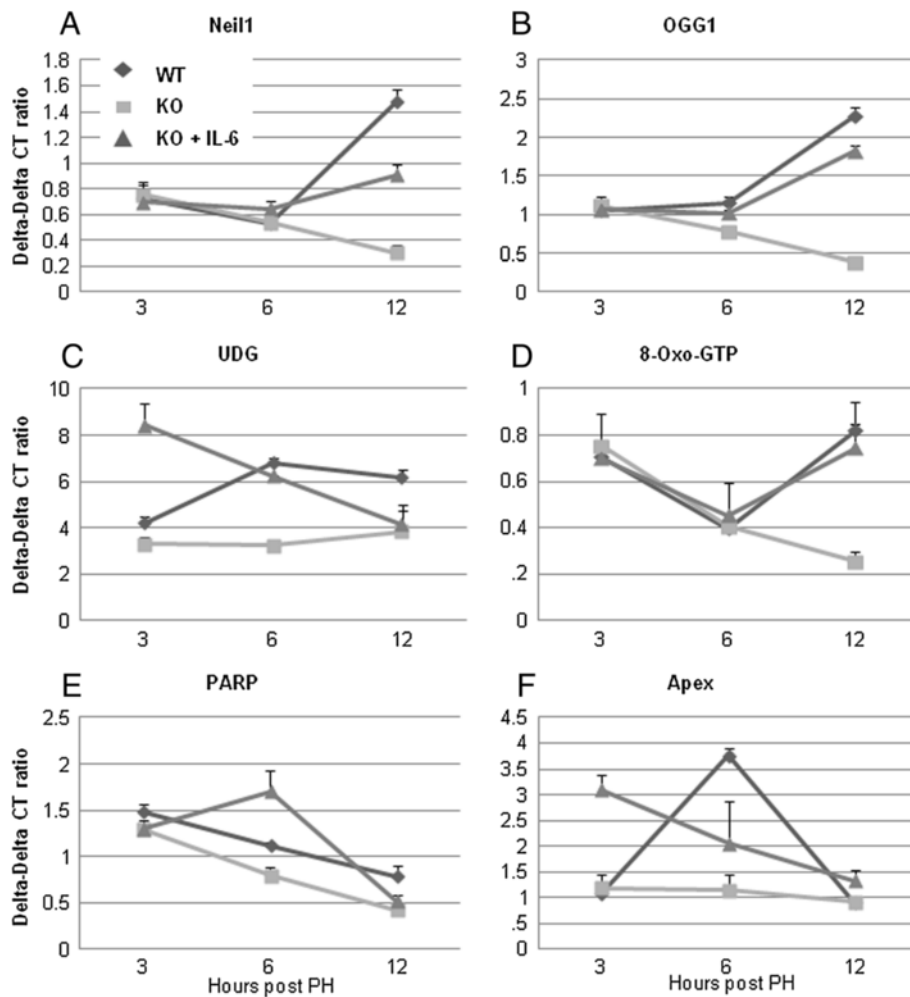 A
Neil1
Delta-Delta CT ratio
1.8
1.6
1.4
1.2
1
0.8
0.6
0.4
0.2
0
WT
KO
KO + IL-6
3 6 12
B
OGG1
3
2.5
2
1.5
1
0.5
0
3 6 12
C
UDG
Delta-Delta CT ratio
10
8
6
4
2
0
3 6 12
D
8-Oxo-GTP
1
0.8
0.6
0.4
.2
0
3 6 12
E
PARP
Delta-Delta CT ratio
2.5
2
1.5
1
0.5
0
3 6 12
Hours post PH
F
Apex
4.5
4
3.5
3
2.5
2
1.5
1
.5
0
3 6 12
Hours post PH